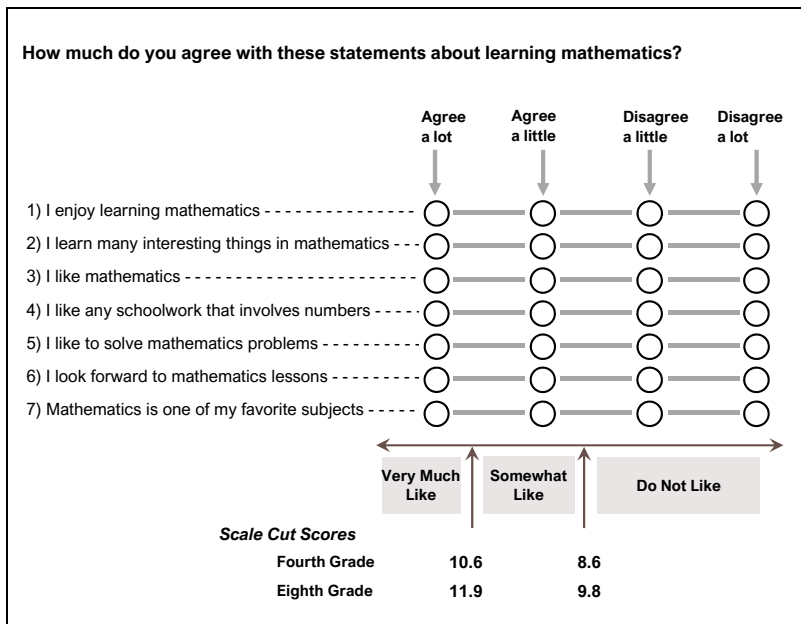 How much do you agree with these statements about learning mathematics?
Agree a lot
Agree a little
Disagree a little
Disagree a lot
1) I enjoy learning mathematics
2) I learn many interesting things in mathematics
3) I like mathematics
4) I like any schoolwork that involves numbers
5) I like to solve mathematics problems
6) I look forward to mathematics lessons
7) Mathematics is one of my favorite subjects
Very Much Like
Somewhat Like
Do Not Like
Scale Cut Scores
Fourth Grade 10.6 8.6
Eighth Grade 11.9 9.8